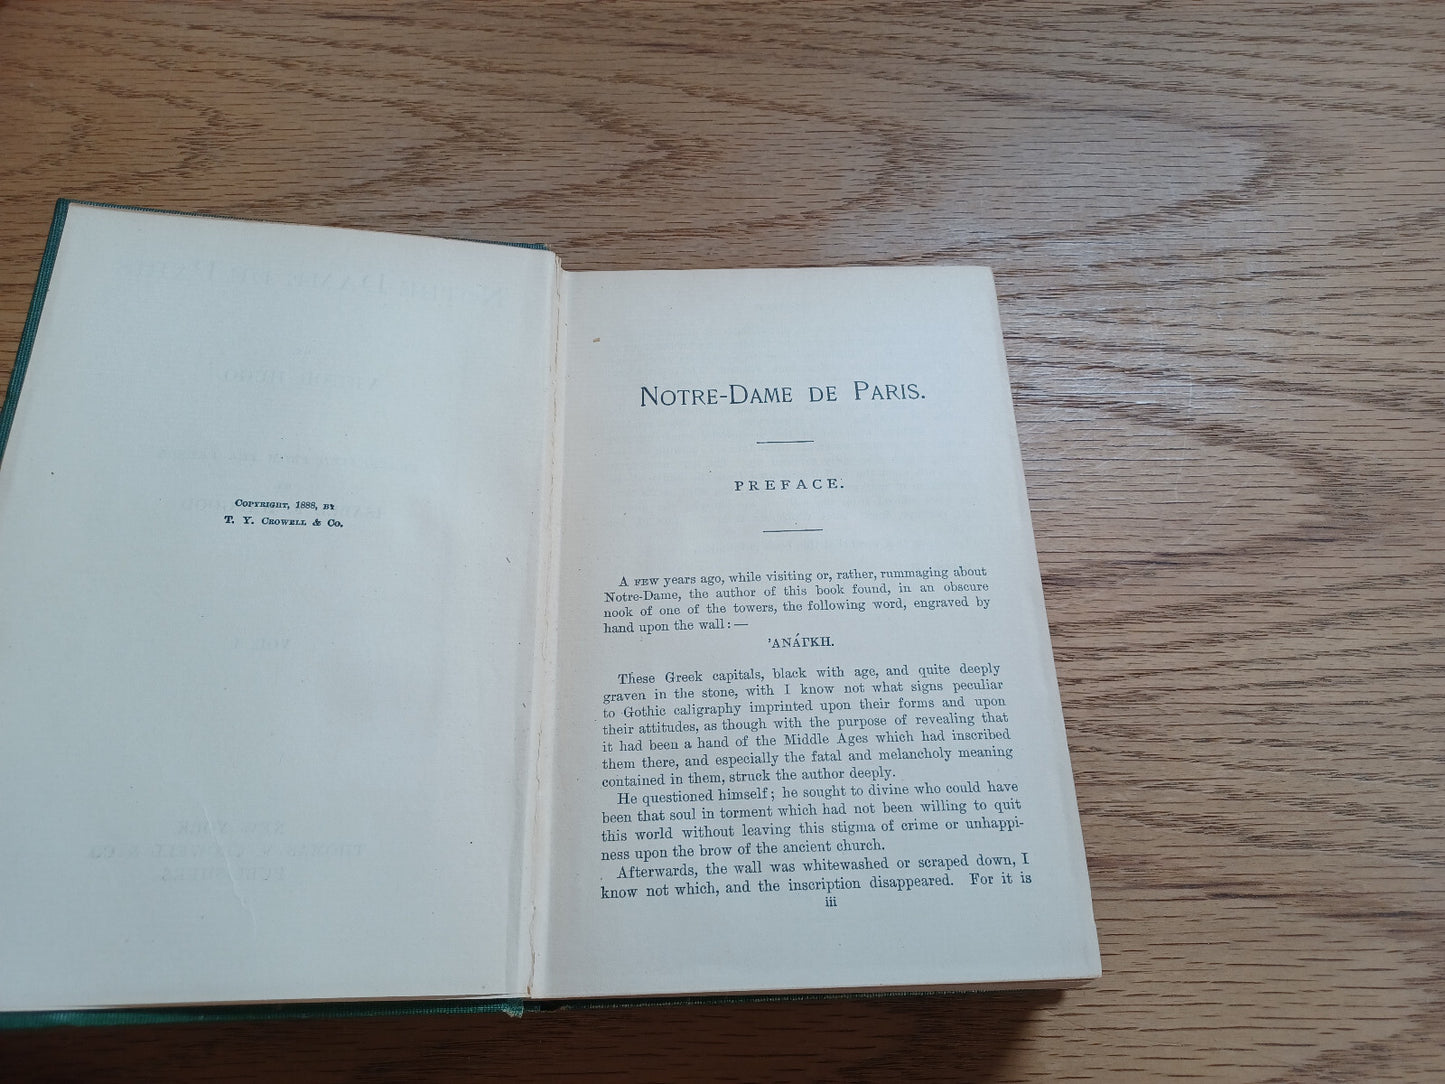 COPYRIGHT, 1888, BY
T. Y. CROWELL & CO.
NOTRE-DAME DE PARIS.
PREFACE.
A FEW years ago, while visiting or, rather, rummaging about
Notre-Dame, the author of this book found, in an obscure
nook of one of the towers, the following word, engraved by
hand upon the wall: —
'ΑΝΆΓΚΗ.
These Greek capitals, black with age, and quite deeply
graven in the stone, with I know not what signs peculiar
to Gothic caligraphy imprinted upon their forms and upon
their attitudes, as though with the purpose of revealing that
it had been a hand of the Middle Ages which had inscribed
them there, and especially the fatal and melancholy meaning
contained in them, struck the author deeply.
He questioned himself; he sought to divine who could have
been that soul in torment which had not been willing to quit
this world without leaving this stigma of crime or unhappi-
ness upon the brow of the ancient church.
Afterwards, the wall was whitewashed or scraped down, I
know not which, and the inscription disappeared. For it is
iii